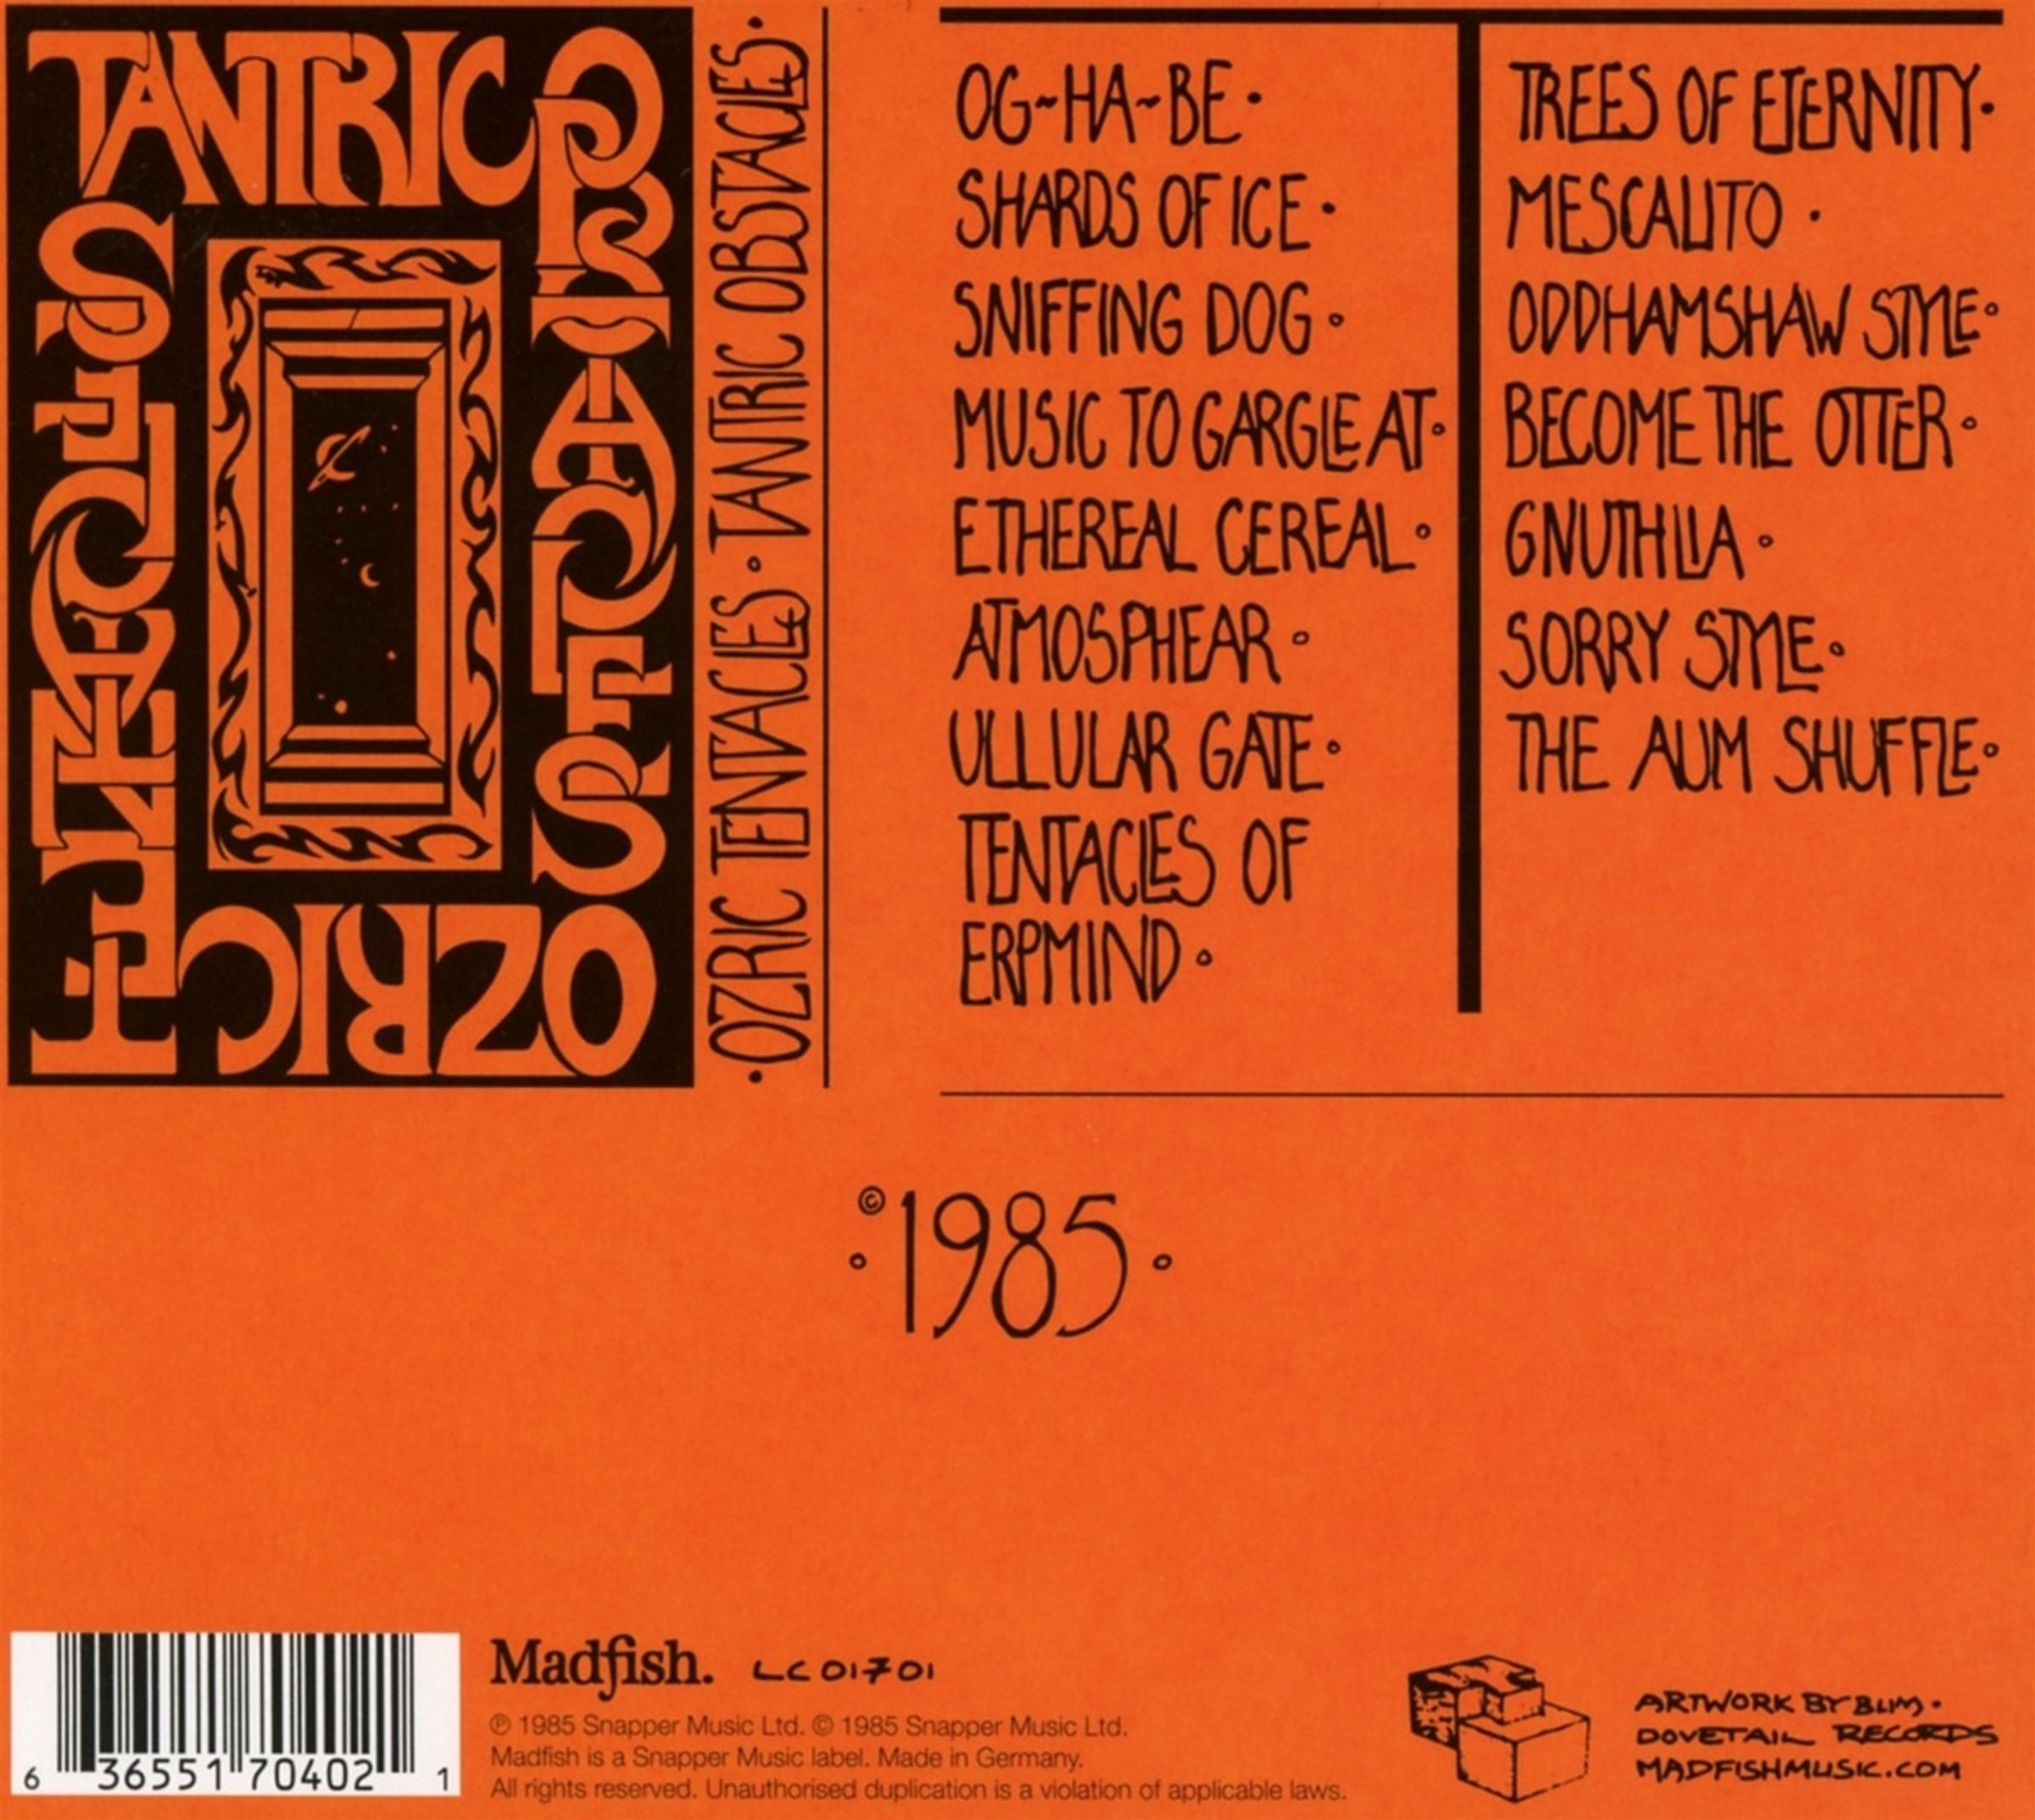 TANTRIC
OBSTACLES
OZRIC
TENTACLES
• OZRIC TENTACLES • TANTRIC OBSTACLES •
OG~HA~BE •
SHARDS OF ICE •
SNIFFING DOG •
MUSIC TO GARGLE AT •
ETHEREAL CEREAL •
ATMOSPHEAR •
ULLULAR GATE •
TENTACLES OF
ERPMIND •
TREES OF ETERNITY •
MESCALITO •
ODDHAMSHAW STYLE •
BECOME THE OTTER •
GNUTHLIA •
SORRY STYLE •
THE AUM SHUFFLE •
© • 1985 •
6 36551 70402 1
Madfish. LC 01701
℗ 1985 Snapper Music Ltd. © 1985 Snapper Music Ltd.
Madfish is a Snapper Music label. Made in Germany.
All rights reserved. Unauthorised duplication is a violation of applicable laws.
ARTWORK BY BLIM •
DOVETAIL RECORDS
MADFISHMUSIC.COM